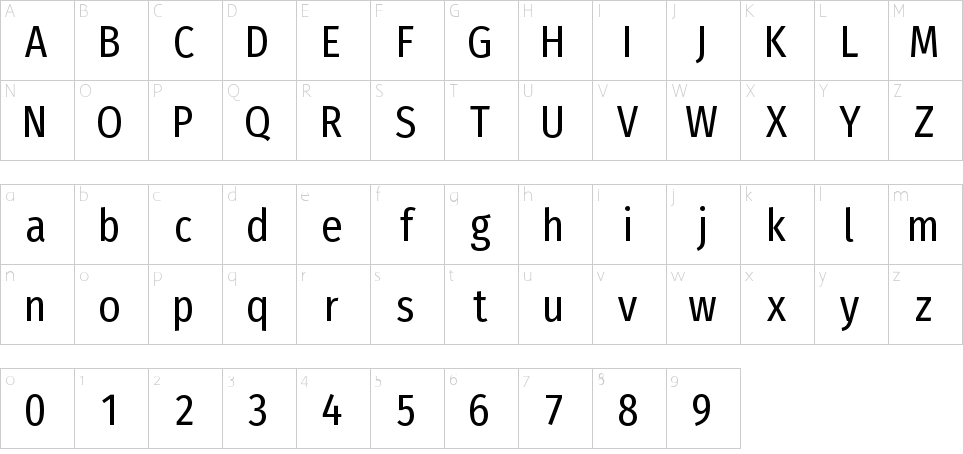 A B C D E F G H I J K L M
A B C D E F G H I J K L M
N O P Q R S T U V W X Y Z
N O P Q R S T U V W X Y Z
a b c d e f g h i j k l m
a b c d e f g h i j k l m
n o p q r s t u v w x y z
n o p q r s t u v w x y z
0 1 2 3 4 5 6 7 8 9
0 1 2 3 4 5 6 7 8 9